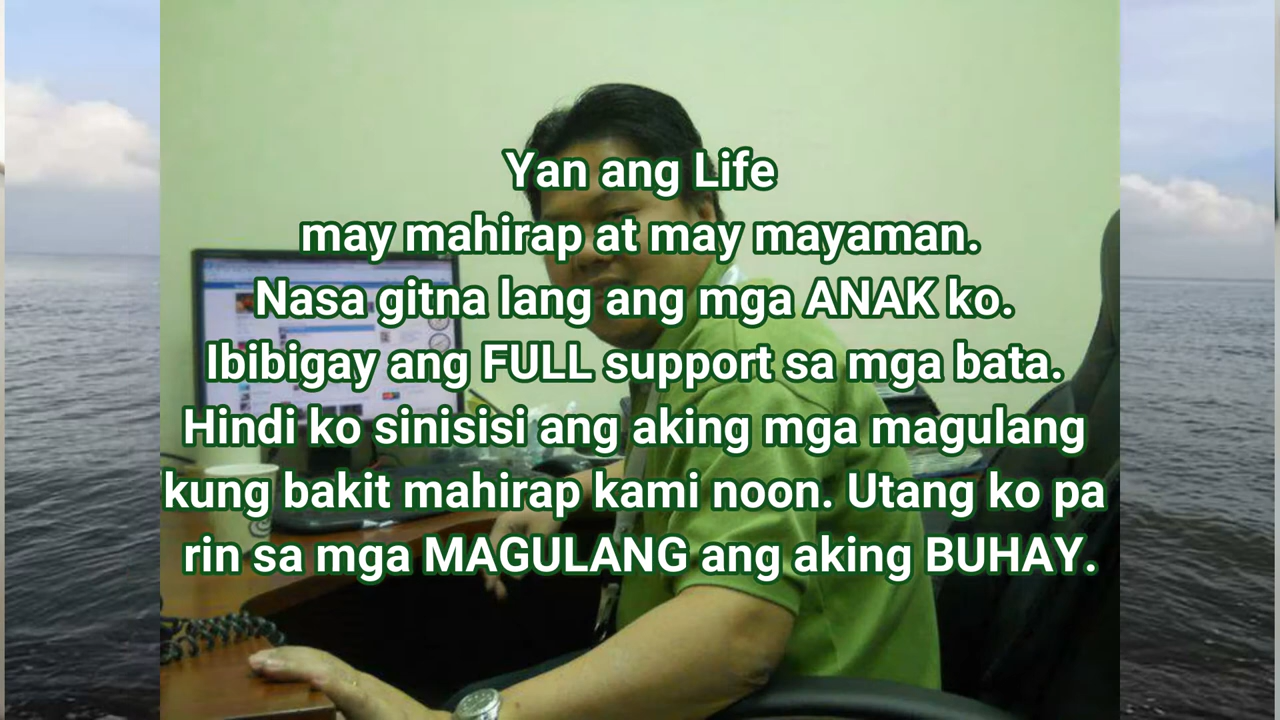 Yan ang Life
may mahirap at may mayaman.
Nasa gitna lang ang mga ANAK ko.
Ibibigay ang FULL support sa mga bata.
Hindi ko sinisisi ang aking mga magulang
kung bakit mahirap kami noon. Utang ko pa
rin sa mga MAGULANG ang aking BUHAY.